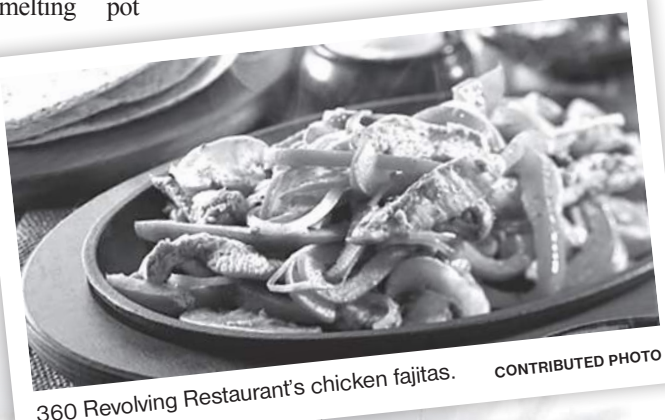 melting pot
360 Revolving Restaurant's chicken fajitas. CONTRIBUTED PHOTO